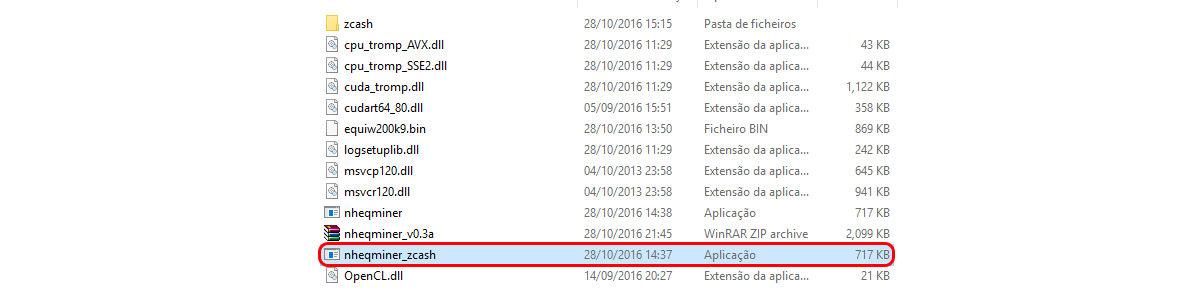 zcash 28/10/2016 15:15 Pasta de ficheiros
cpu_tromp_AVX.dll 28/10/2016 11:29 Extensão da aplica... 43 KB
cpu_tromp_SSE2.dll 28/10/2016 11:29 Extensão da aplica... 44 KB
cuda_tromp.dll 28/10/2016 11:29 Extensão da aplica... 1,122 KB
cudart64_80.dll 05/09/2016 15:51 Extensão da aplica... 358 KB
equiw200k9.bin 28/10/2016 13:50 Ficheiro BIN 869 KB
logsetuplib.dll 28/10/2016 11:29 Extensão da aplica... 242 KB
msvcp120.dll 04/10/2013 23:58 Extensão da aplica... 645 KB
msvcr120.dll 04/10/2013 23:58 Extensão da aplica... 941 KB
nheqminer 28/10/2016 14:38 Aplicação 717 KB
nheqminer_v0.3a 28/10/2016 21:45 WinRAR ZIP archive 2,099 KB
nheqminer_zcash 28/10/2016 14:37 Aplicação 717 KB
OpenCL.dll 14/09/2016 20:27 Extensão da aplica... 21 KB